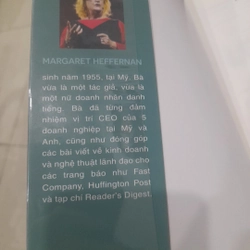 MARGARET HEFFERNAN
sinh năm 1955, tại Mỹ. Bà
vừa là một tác giả, vừa là
một nữ doanh nhân danh
tiếng. Bà đã từng đảm
nhiệm vị trí CEO của 5
doanh nghiệp tại Mỹ và
Anh, cũng như đóng góp
các bài viết về kinh doanh
và nghệ thuật lãnh đạo cho
các trang báo như Fast
Company, Huffington Post
và tạp chí Reader's Digest,